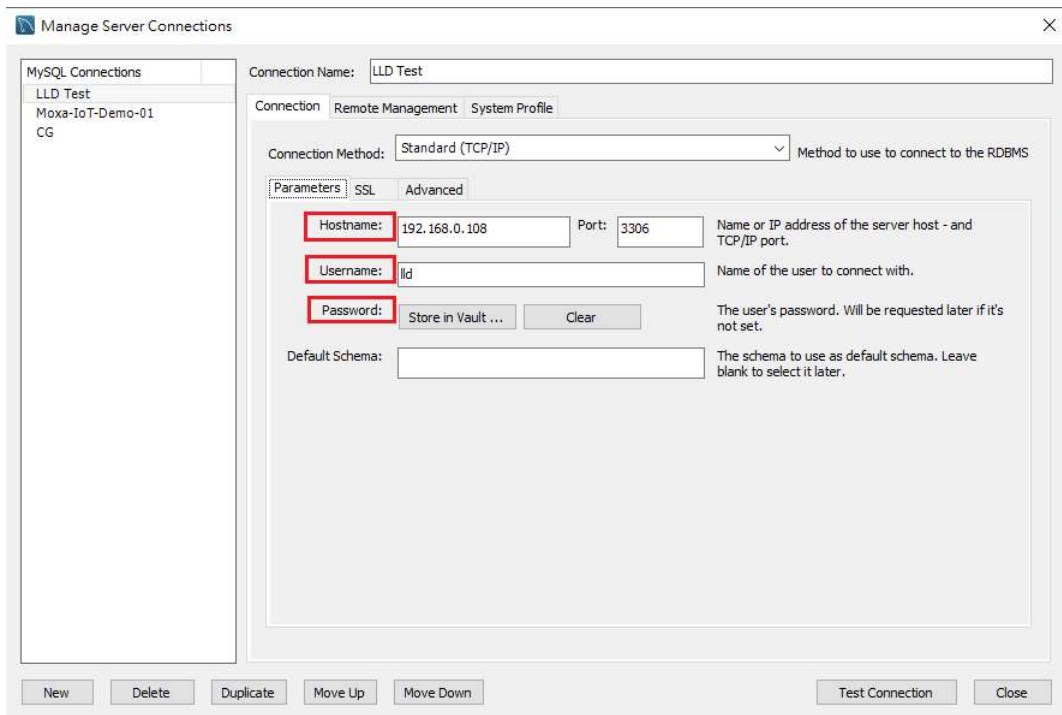 Manage Server Connections
MySQL Connections
LLD Test
Moxa-IoT-Demo-01
CG
Connection Name: LLD Test
Connection Remote Management System Profile
Connection Method: Standard (TCP/IP) Method to use to connect to the RDBMS
Parameters SSL Advanced
Hostname: 192.168.0.108 Port: 3306 Name or IP address of the server host - and
TCP/IP port.
Username: lld Name of the user to connect with.
Password: Store in Vault ... Clear The user's password. Will be requested later if it's
not set.
Default Schema: The schema to use as default schema. Leave
blank to select it later.
New Delete Duplicate Move Up Move Down Test Connection Close